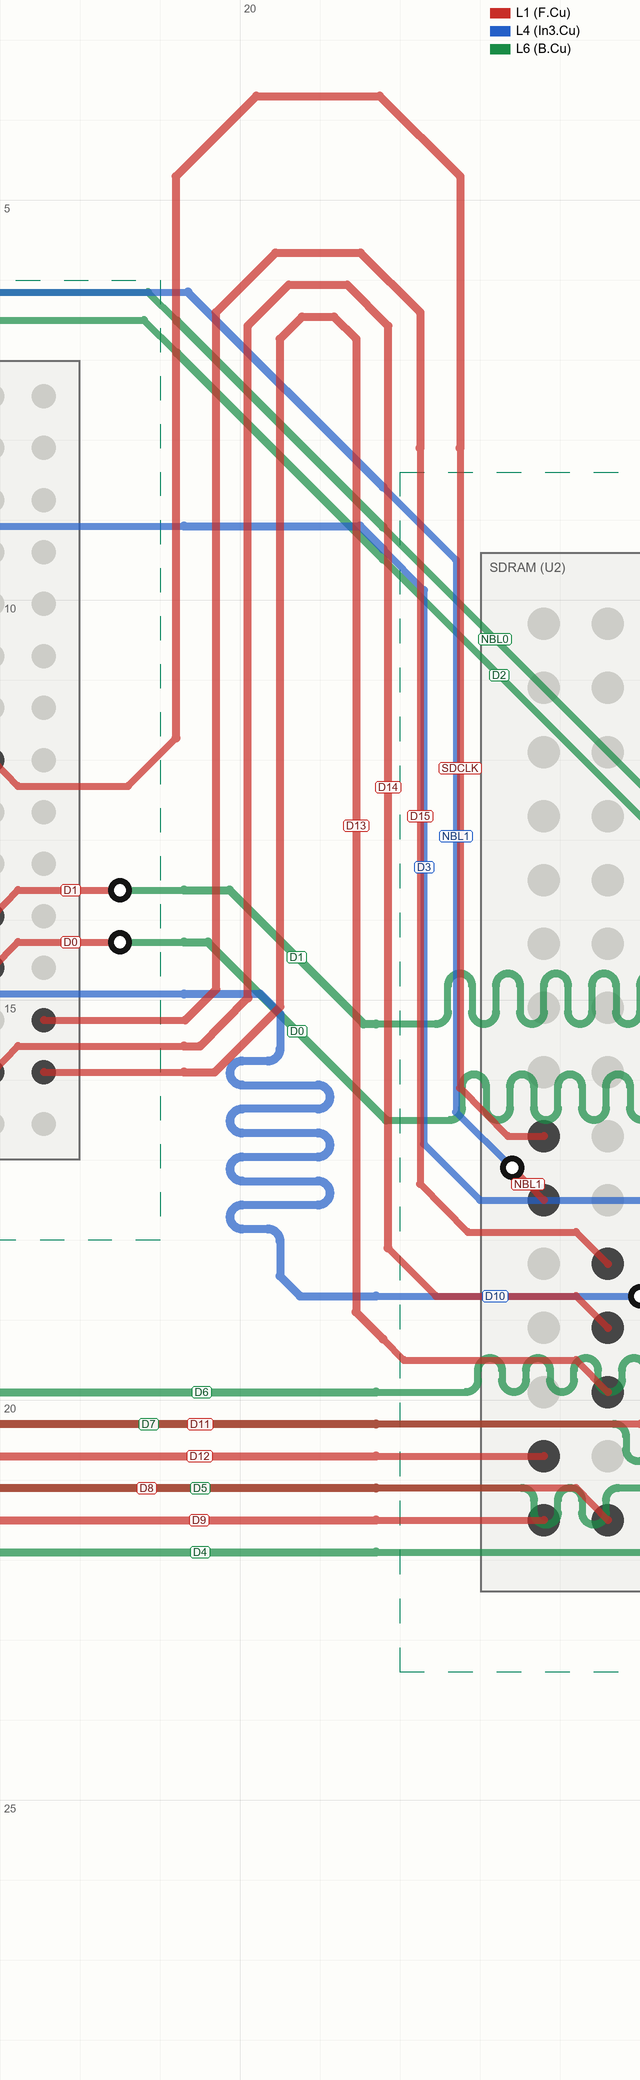 20
L1 (F.Cu)
L4 (In3.Cu)
L6 (B.Cu)
5
SDRAM (U2)
10
NBL0
D2
SDCLK
D14
D15
D13
NBL1
D3
D1
D0
D1
15
D0
NBL1
D10
D6
20
D7 D11
D12
D8 D5
D9
D4
25